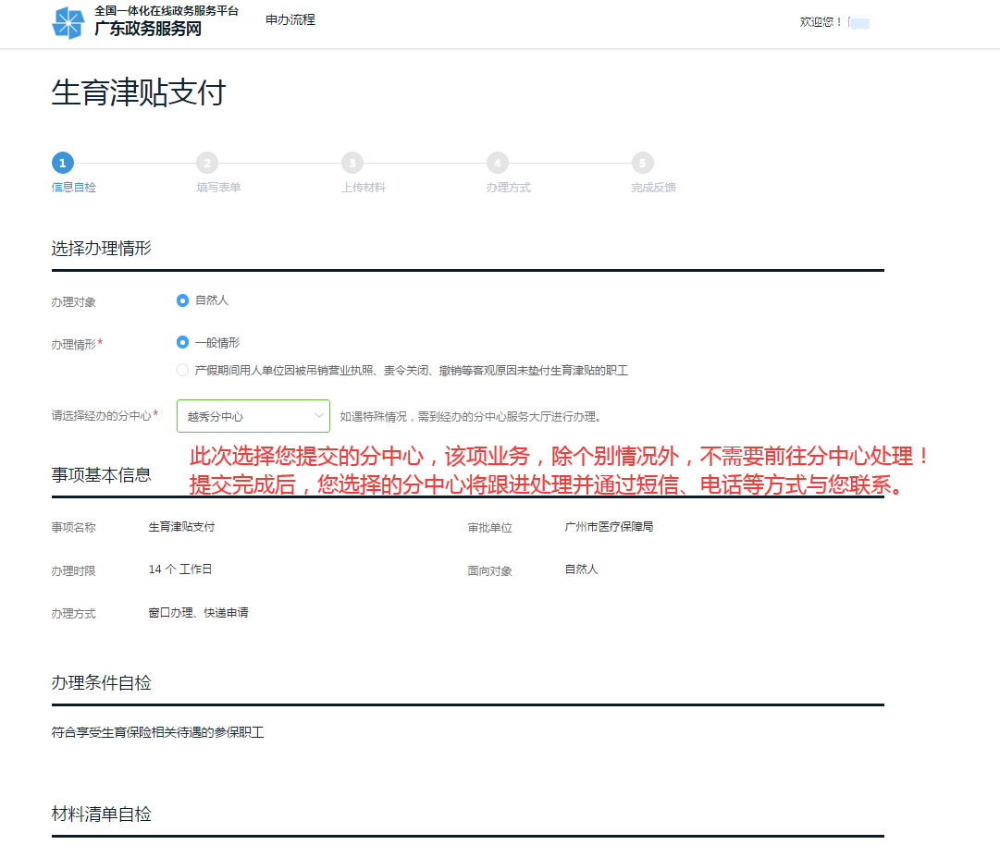 全国一体化在线政务服务平台
广东政务服务网
申办流程
欢迎您！
生育津贴支付
1 2 3 4 5
信息自检 填写表单 上传材料 办理方式 完成反馈
选择办理情形
办理对象 自然人
办理情形* 一般情形
产假期间用人单位因被吊销营业执照、责令关闭、撤销等客观原因未垫付生育津贴的职工
请选择经办的分中心* 越秀分中心 如遇特殊情况，需到经办的分中心服务大厅进行办理。
此次选择您提交的分中心，该项业务，除个别情况外，不需要前往分中心处理！
事项基本信息
提交完成后，您选择的分中心将跟进处理并通过短信、电话等方式与您联系。
事项名称 生育津贴支付 审批单位 广州市医疗保障局
办理时限 14 个 工作日 面向对象 自然人
办理方式 窗口办理、快递申请
办理条件自检
符合享受生育保险相关待遇的参保职工
材料清单自检